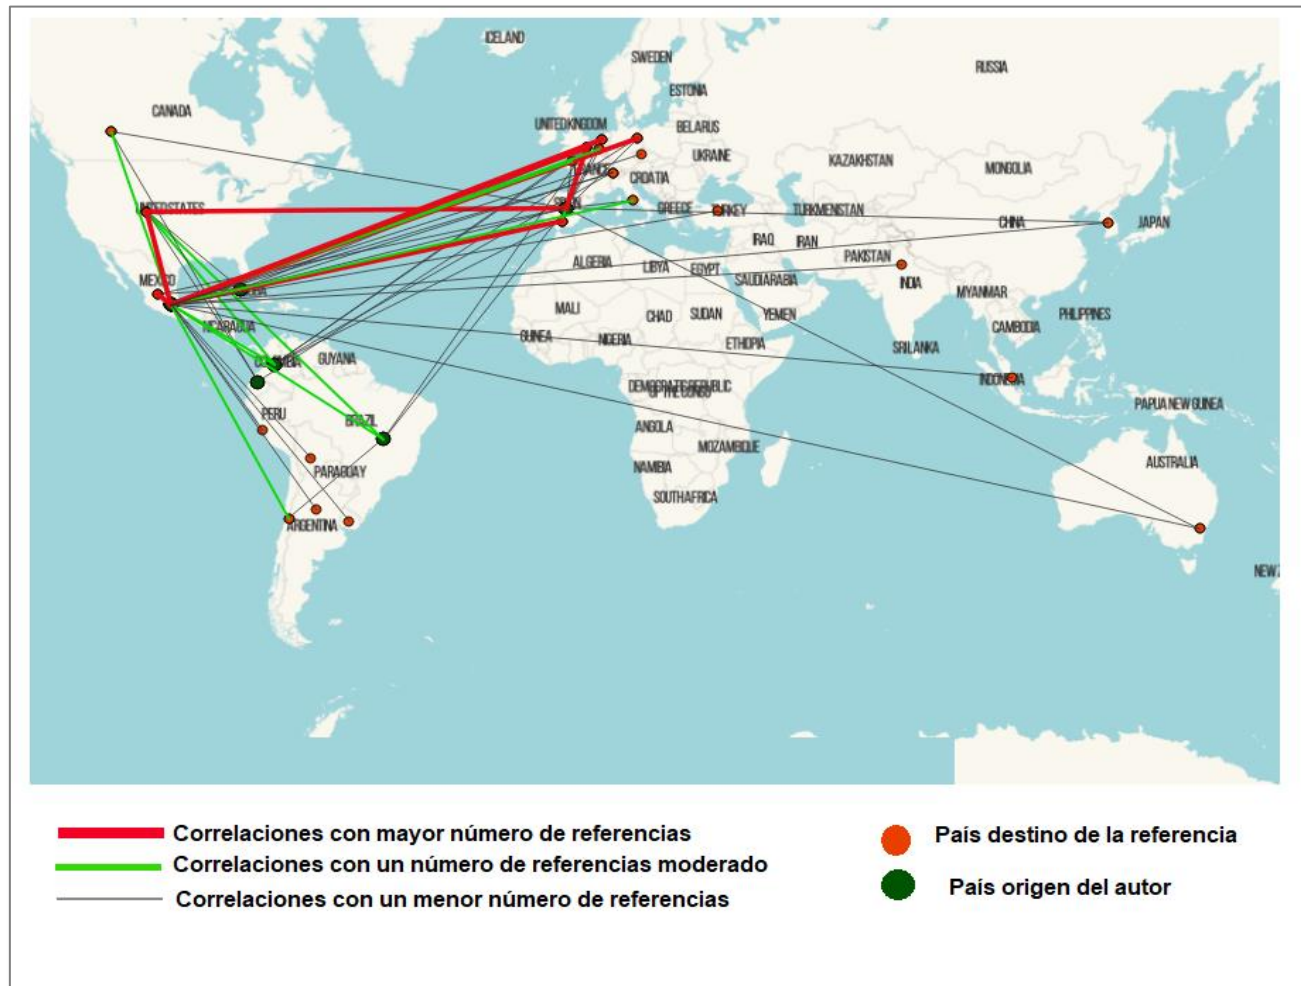 ICELAND
SWEDEN
RUSSIA
ESTONIA
CANADA
UNITED KINGDOM
BELARUS
UKRAINE
KAZAKHSTAN
MONGOLIA
CROATIA
SPAIN
GREECE
TURKEY
TURKMENISTAN
CHINA
JAPAN
UNITED STATES
IRAQ
IRAN
PAKISTAN
ALGERIA
LIBYA
EGYPT
SAUDI ARABIA
INDIA
MYANMAR
MEXICO
MALI
CHAD
SUDAN
YEMEN
PHILIPPINES
NICARAGUA
GUINEA
NIGERIA
ETHIOPIA
CAMBODIA
SRI LANKA
COLOMBIA
GUYANA
DEMOCRATIC REPUBLIC
OF THE CONGO
INDONESIA
PAPUA NEW GUINEA
PERU
BRAZIL
ANGOLA
MOZAMBIQUE
PARAGUAY
NAMIBIA
AUSTRALIA
SOUTH AFRICA
ARGENTINA
NEW
Correlaciones con mayor número de referencias
Correlaciones con un número de referencias moderado
Correlaciones con un menor número de referencias
País destino de la referencia
País origen del autor